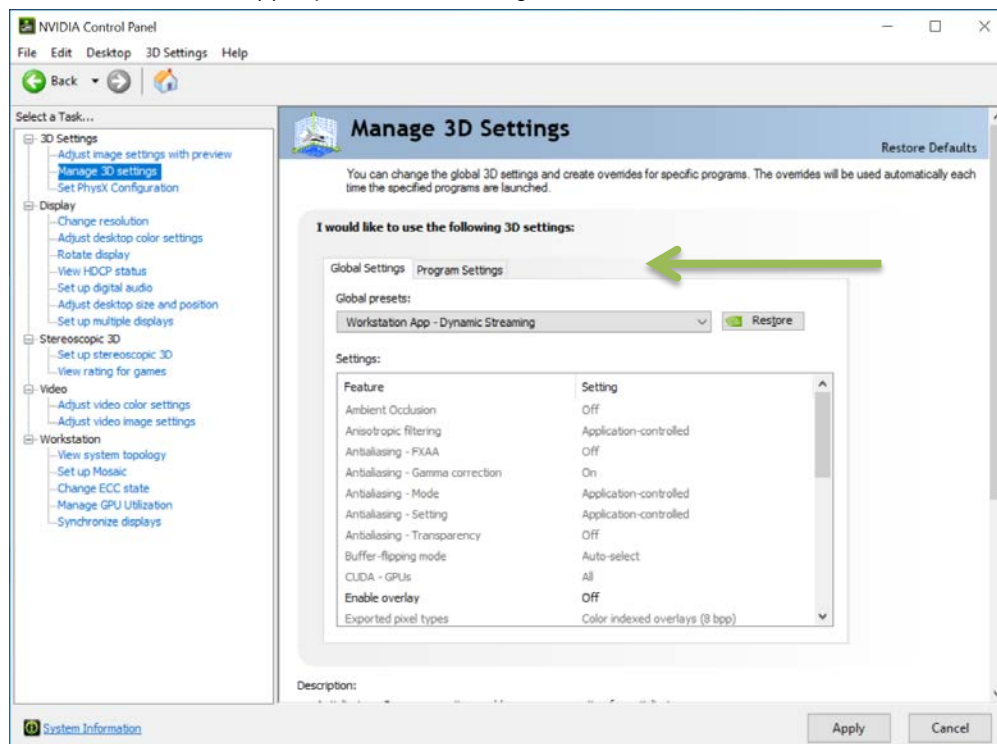 NVIDIA Control Panel
File Edit Desktop 3D Settings Help
Back
Select a Task...
3D Settings
Adjust image settings with preview
Manage 3D settings
Set PhysX Configuration
Display
Change resolution
Adjust desktop color settings
Rotate display
View HDCP status
Set up digital audio
Adjust desktop size and position
Set up multiple displays
Stereoscopic 3D
Set up stereoscopic 3D
View rating for games
Video
Adjust video color settings
Adjust video image settings
Workstation
View system topology
Set up Mosaic
Change ECC state
Manage GPU Utilization
Synchronize displays
Manage 3D Settings
Restore Defaults
You can change the global 3D settings and create overrides for specific programs. The overrides will be used automatically each
time the specified programs are launched.
I would like to use the following 3D settings:
Global Settings Program Settings
Global presets:
Workstation App - Dynamic Streaming Restore
Settings:
Feature Setting
Ambient Occlusion Off
Anisotropic filtering Application-controlled
Antialiasing - FXAA Off
Antialiasing - Gamma correction On
Antialiasing - Mode Application-controlled
Antialiasing - Setting Application-controlled
Antialiasing - Transparency Off
Buffer-flipping mode Auto-select
CUDA - GPUs All
Enable overlay Off
Exported pixel types Color indexed overlays (8 bpp)
Description:
System Information
Apply Cancel